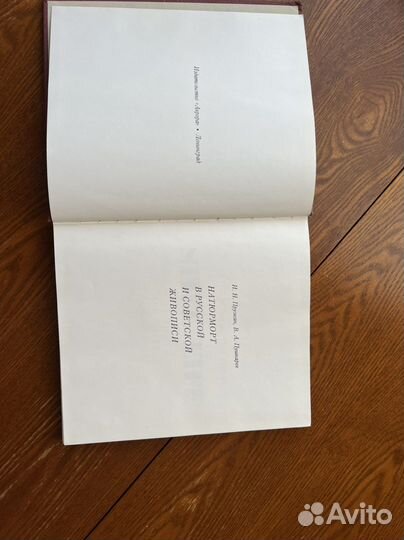 Издательство «Аврора» • Ленинград
И. Н. Пружан, В. А. Пушкарев
НАТЮРМОРТ
В РУССКОЙ
И СОВЕТСКОЙ
ЖИВОПИСИ
Avito